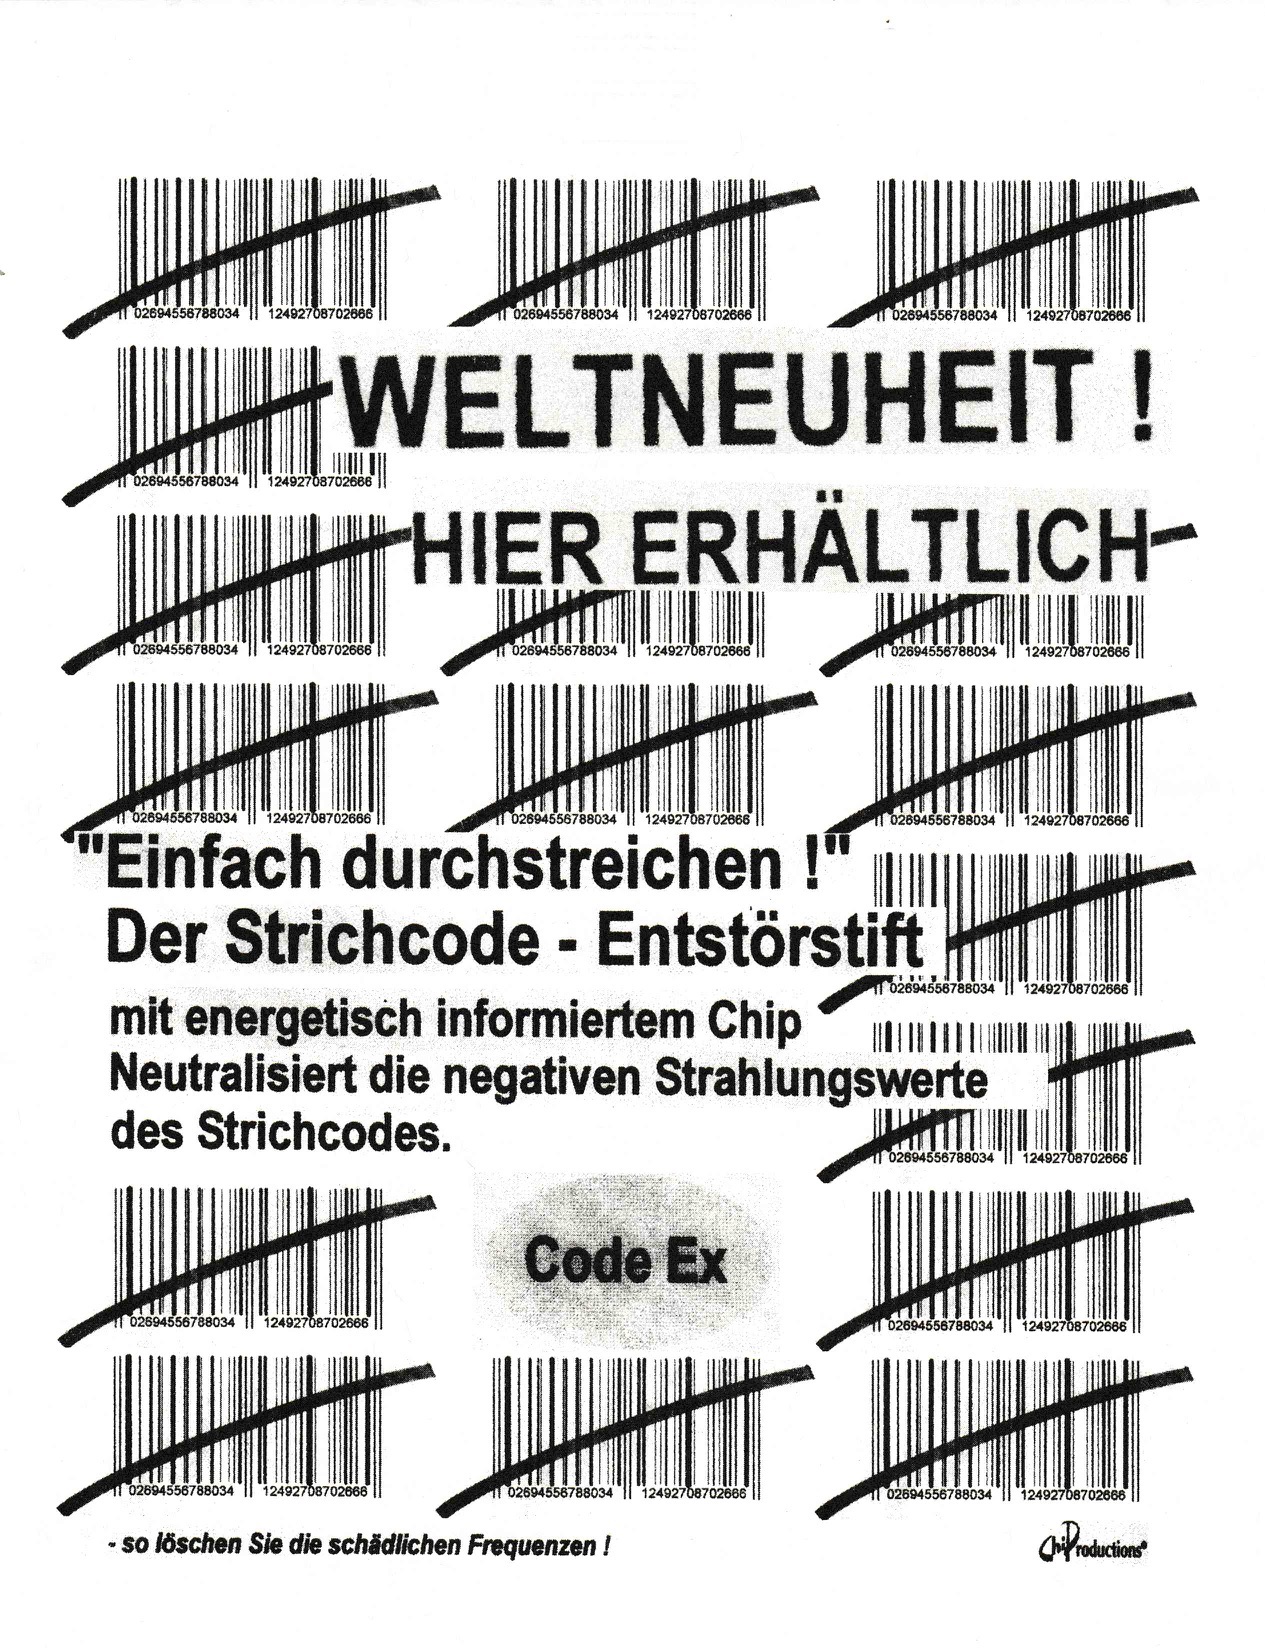 02694556788034 12492708702666 02694556788034 12492708702666 02694556788034 12492708702666
WELTNEUHEIT !
02694556788034 12492708702666
HIER ERHÄLTLICH
02694556788034 12492708702666 02694556788034 12492708702666 02694556788034 12492708702666
02694556788034 12492708702666 02694556788034 12492708702666 02694556788034 12492708702666
"Einfach durchstreichen !"
Der Strichcode - Entstörstift
02694556788034 12492708702666
mit energetisch informiertem Chip
Neutralisiert die negativen Strahlungswerte
des Strichcodes.
02694556788034 12492708702666
Code Ex
02694556788034 12492708702666 02694556788034 12492708702666
02694556788034 12492708702666 02694556788034 12492708702666 02694556788034 12492708702666
- so löschen Sie die schädlichen Frequenzen !
ChiProductions®